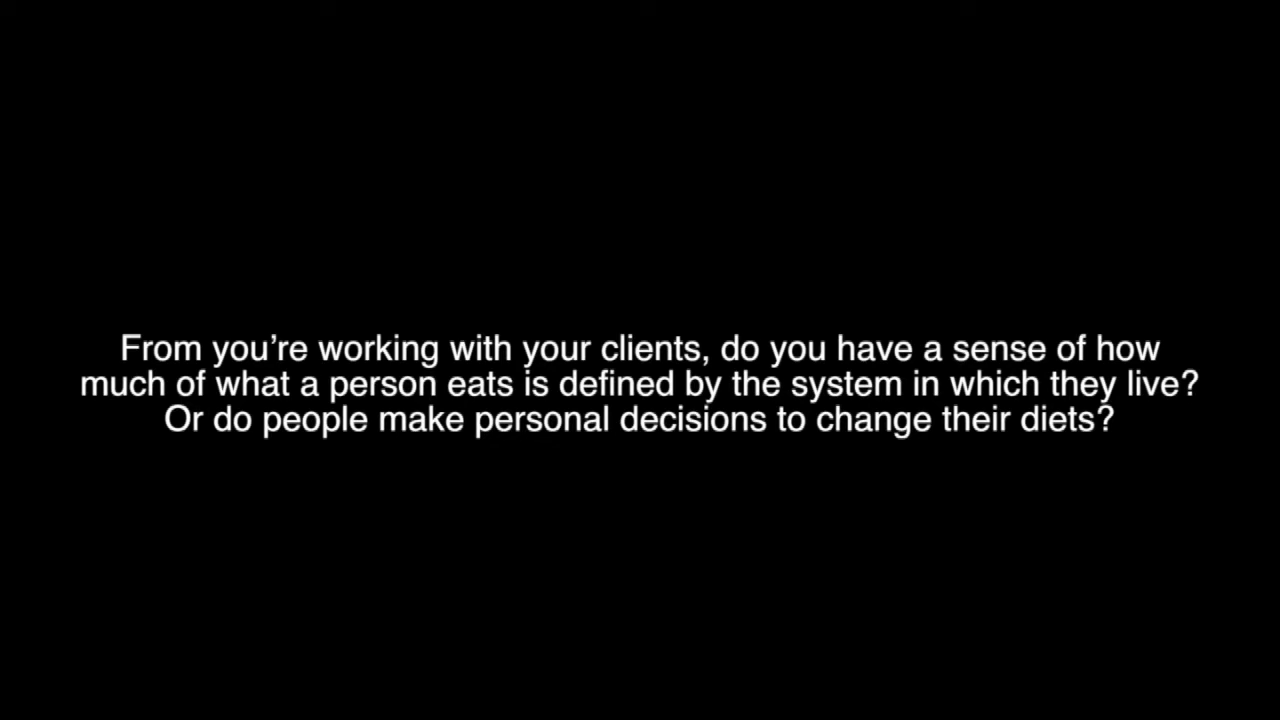 From you’re working with your clients, do you have a sense of how
much of what a person eats is defined by the system in which they live?
Or do people make personal decisions to change their diets?